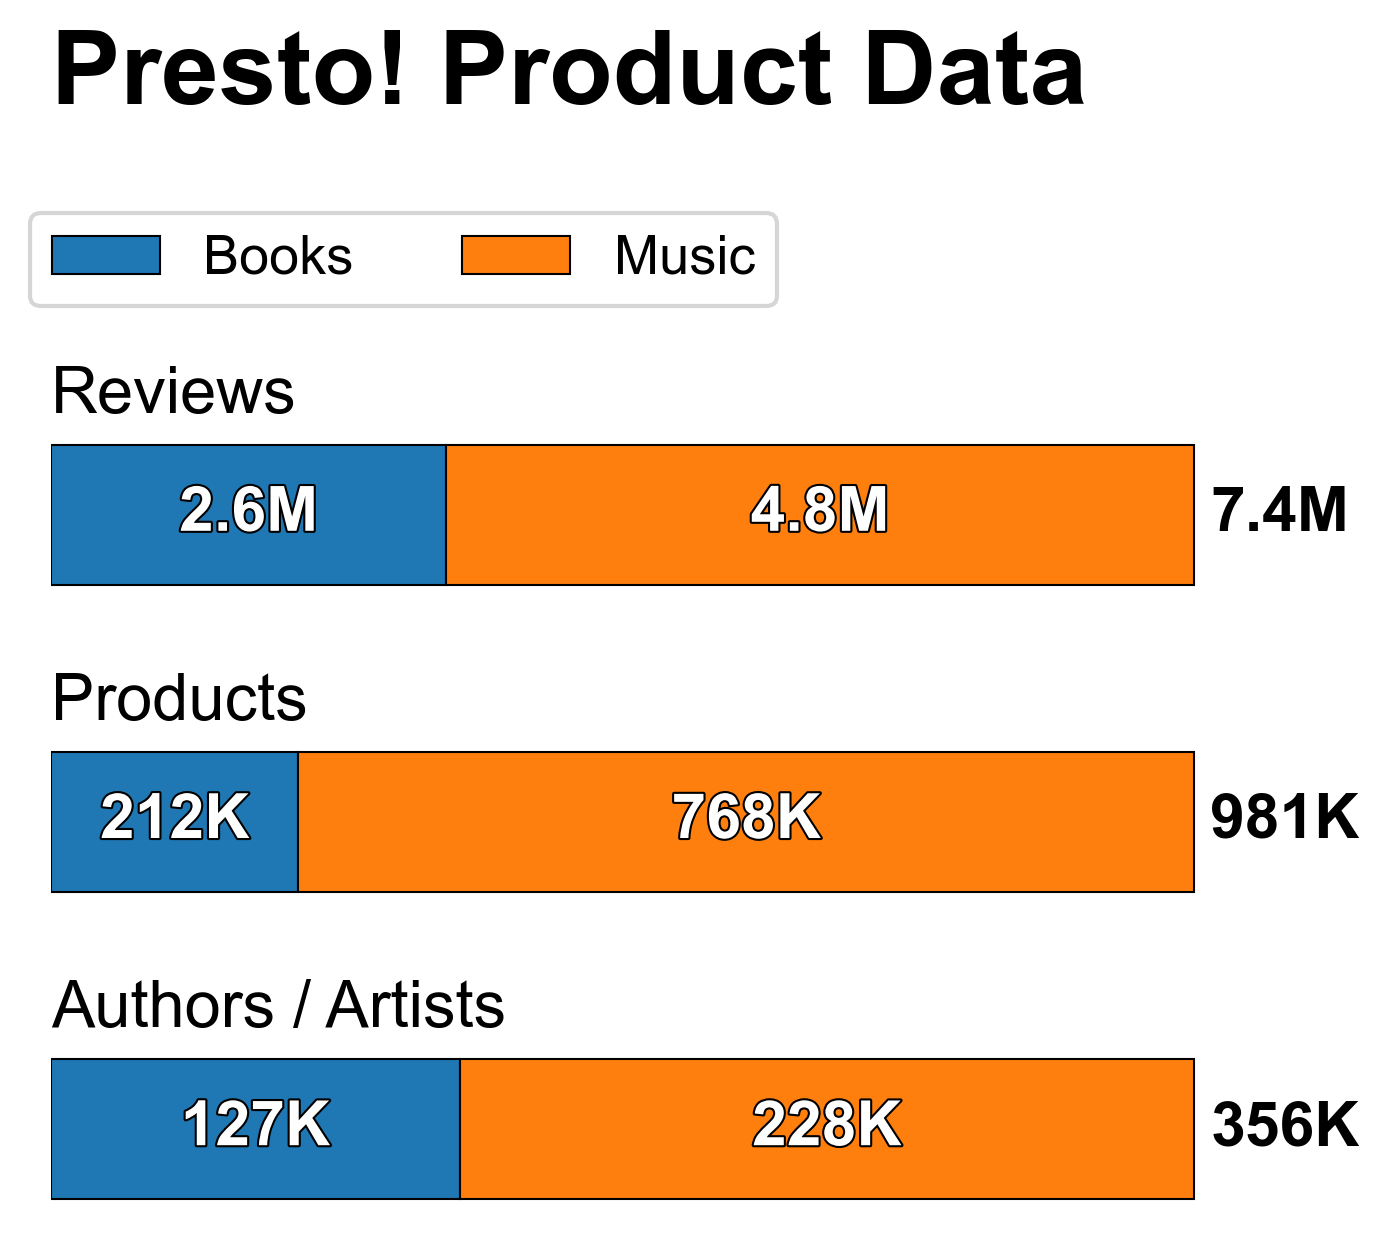 Presto! Product Data
Books Music
Reviews
2.6M 4.8M 7.4M
Products
212K 768K 981K
Authors / Artists
127K 228K 356K